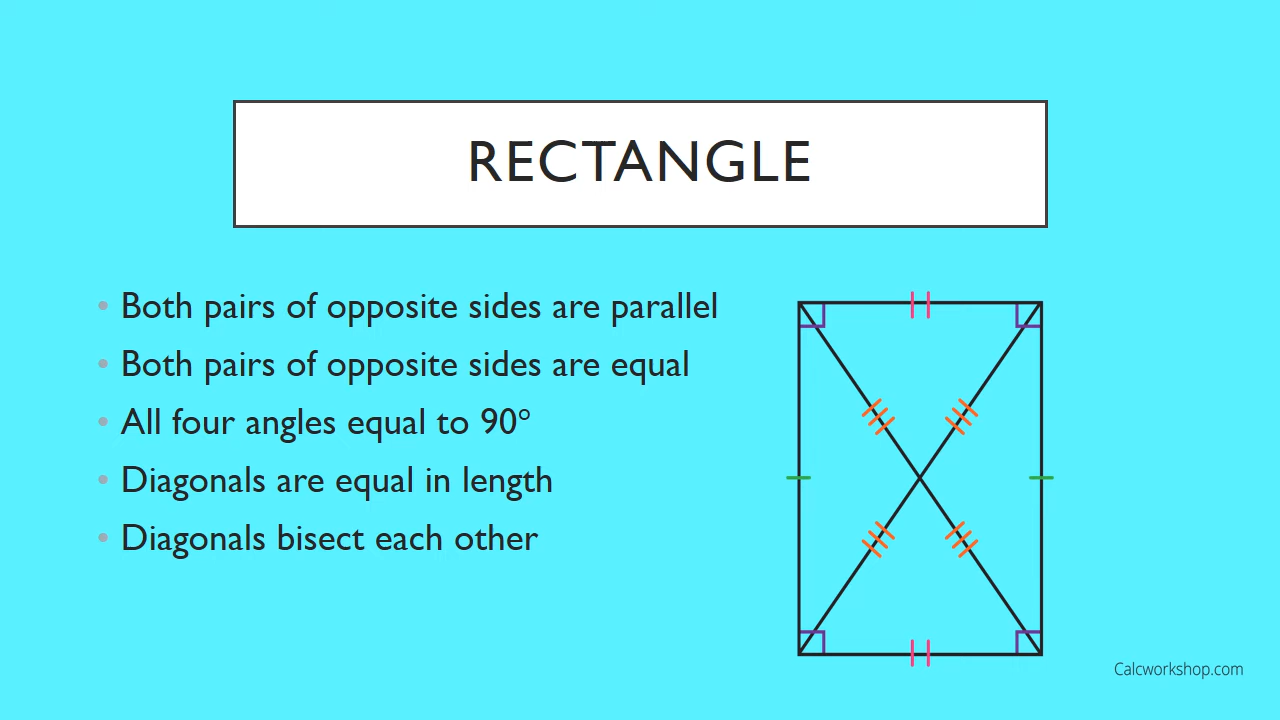 RECTANGLE
• Both pairs of opposite sides are parallel
• Both pairs of opposite sides are equal
• All four angles equal to 90°
• Diagonals are equal in length
• Diagonals bisect each other
Calcworkshop.com